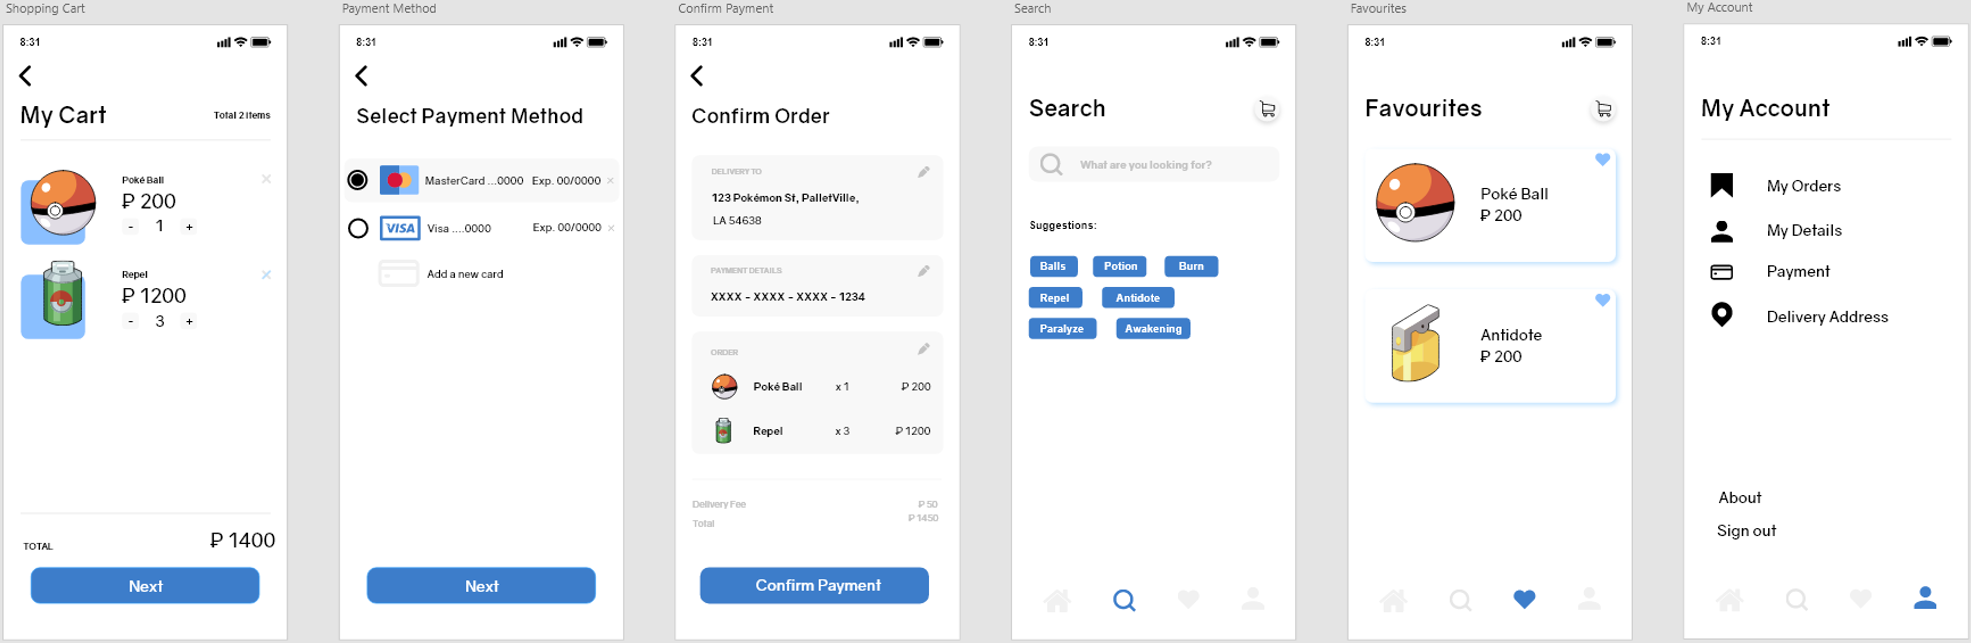 Shopping Cart
8:31
My Cart
Total 2 items
Poké Ball
₽ 200
- 1 +
Repel
₽ 1200
- 3 +
TOTAL ₽ 1400
Next
Payment Method
8:31
Select Payment Method
MasterCard ...0000 Exp. 00/0000
VISA Visa ....0000 Exp. 00/0000
Add a new card
Next
Confirm Payment
8:31
Confirm Order
DELIVERY TO
123 Pokémon St, PalletVille,
LA 54638
PAYMENT DETAILS
XXXX - XXXX - XXXX - 1234
ORDER
Poké Ball x 1 ₽ 200
Repel x 3 ₽ 1200
Delivery Fee ₽ 50
Total ₽ 1450
Confirm Payment
Search
8:31
Search
What are you looking for?
Suggestions:
Balls Potion Burn
Repel Antidote
Paralyze Awakening
Favourites
8:31
Favourites
Poké Ball
₽ 200
Antidote
₽ 200
My Account
8:31
My Account
My Orders
My Details
Payment
Delivery Address
About
Sign out